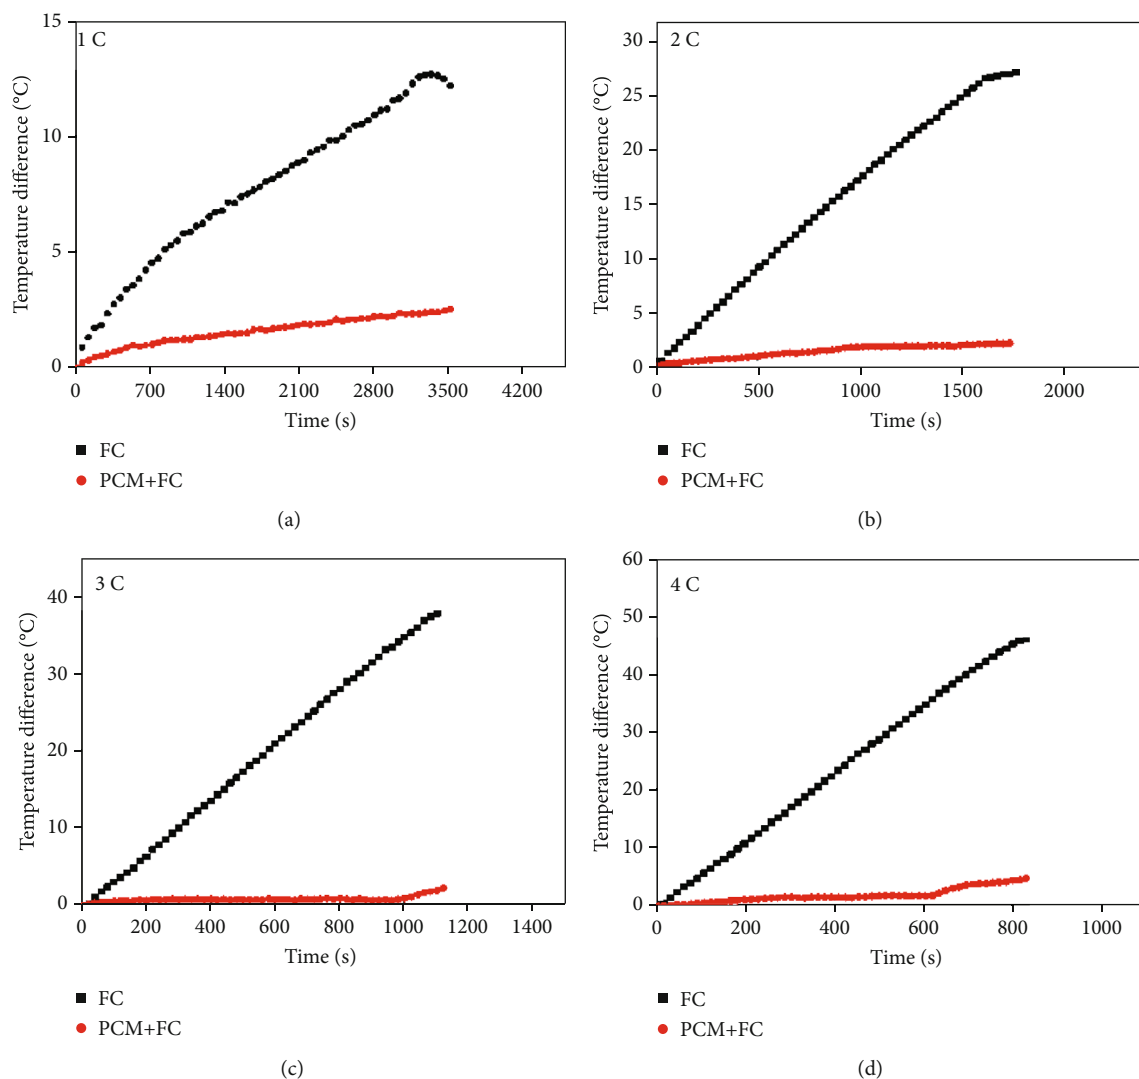 1 C
Temperature difference (°C)
15
10
5
0
0 700 1400 2100 2800 3500 4200
Time (s)
FC
PCM+FC
(a)
2 C
Temperature difference (°C)
30
25
20
15
10
5
0
0 500 1000 1500 2000
Time (s)
FC
PCM+FC
(b)
3 C
Temperature difference (°C)
40
30
20
10
0
0 200 400 600 800 1000 1200 1400
Time (s)
FC
PCM+FC
(c)
4 C
Temperature difference (°C)
60
50
40
30
20
10
0
0 200 400 600 800 1000
Time (s)
FC
PCM+FC
(d)